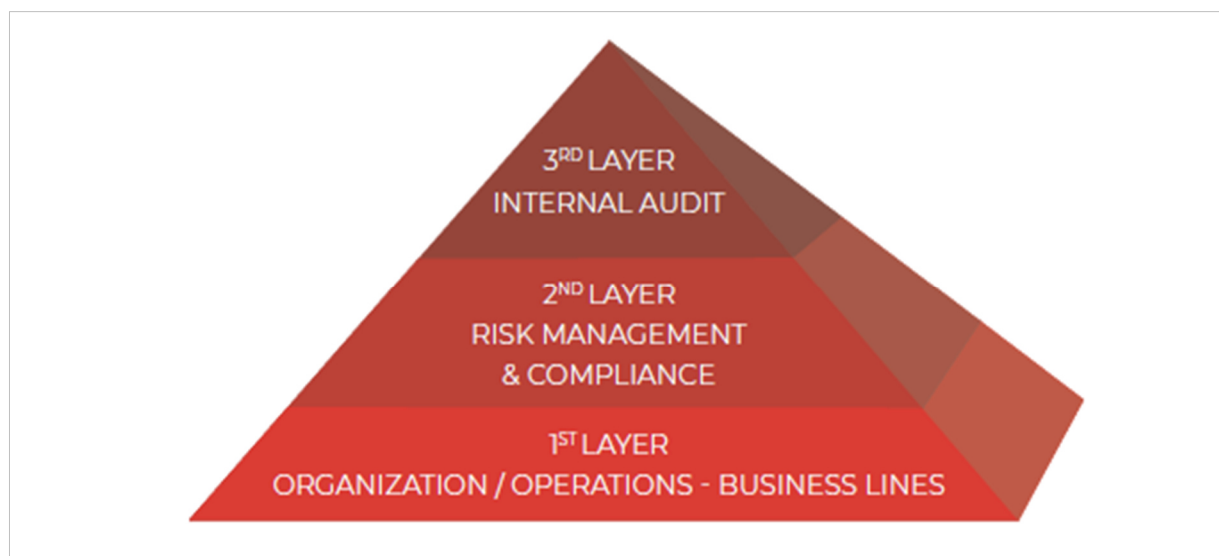 3RD LAYER
INTERNAL AUDIT
2ND LAYER
RISK MANAGEMENT
& COMPLIANCE
1ST LAYER
ORGANIZATION / OPERATIONS - BUSINESS LINES